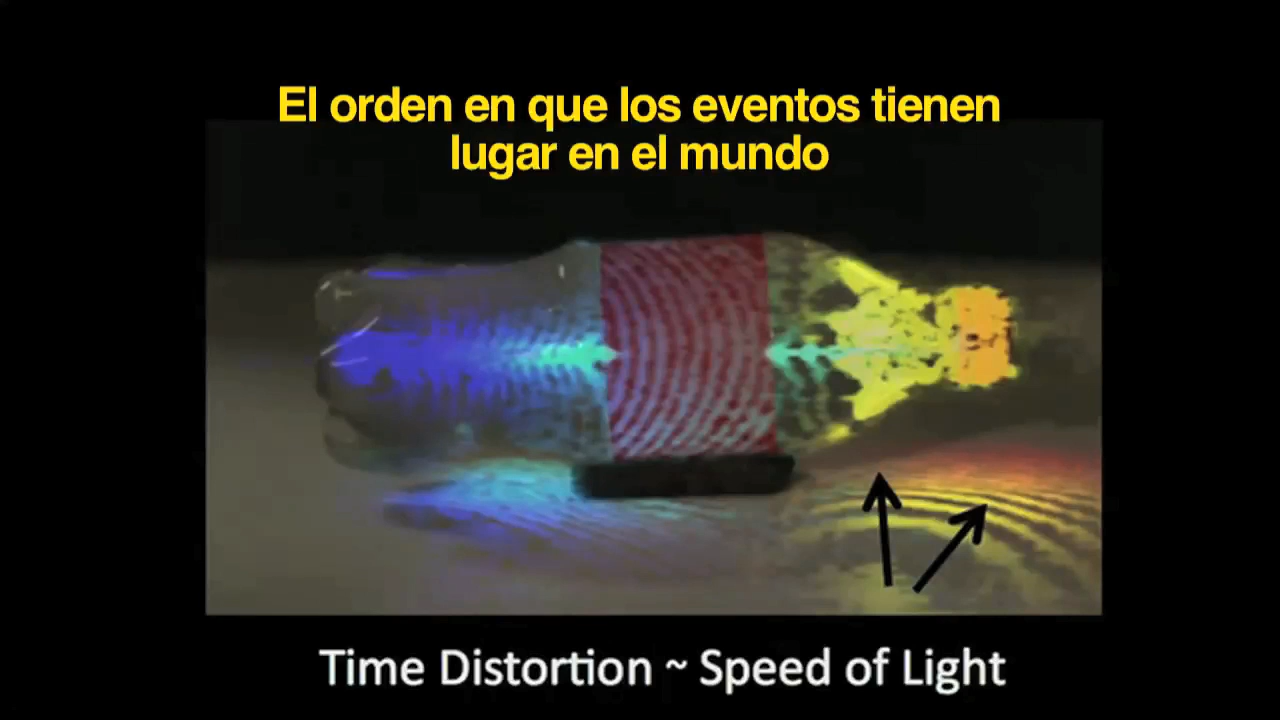 El orden en que los eventos tienen
lugar en el mundo
Time Distortion ~ Speed of Light